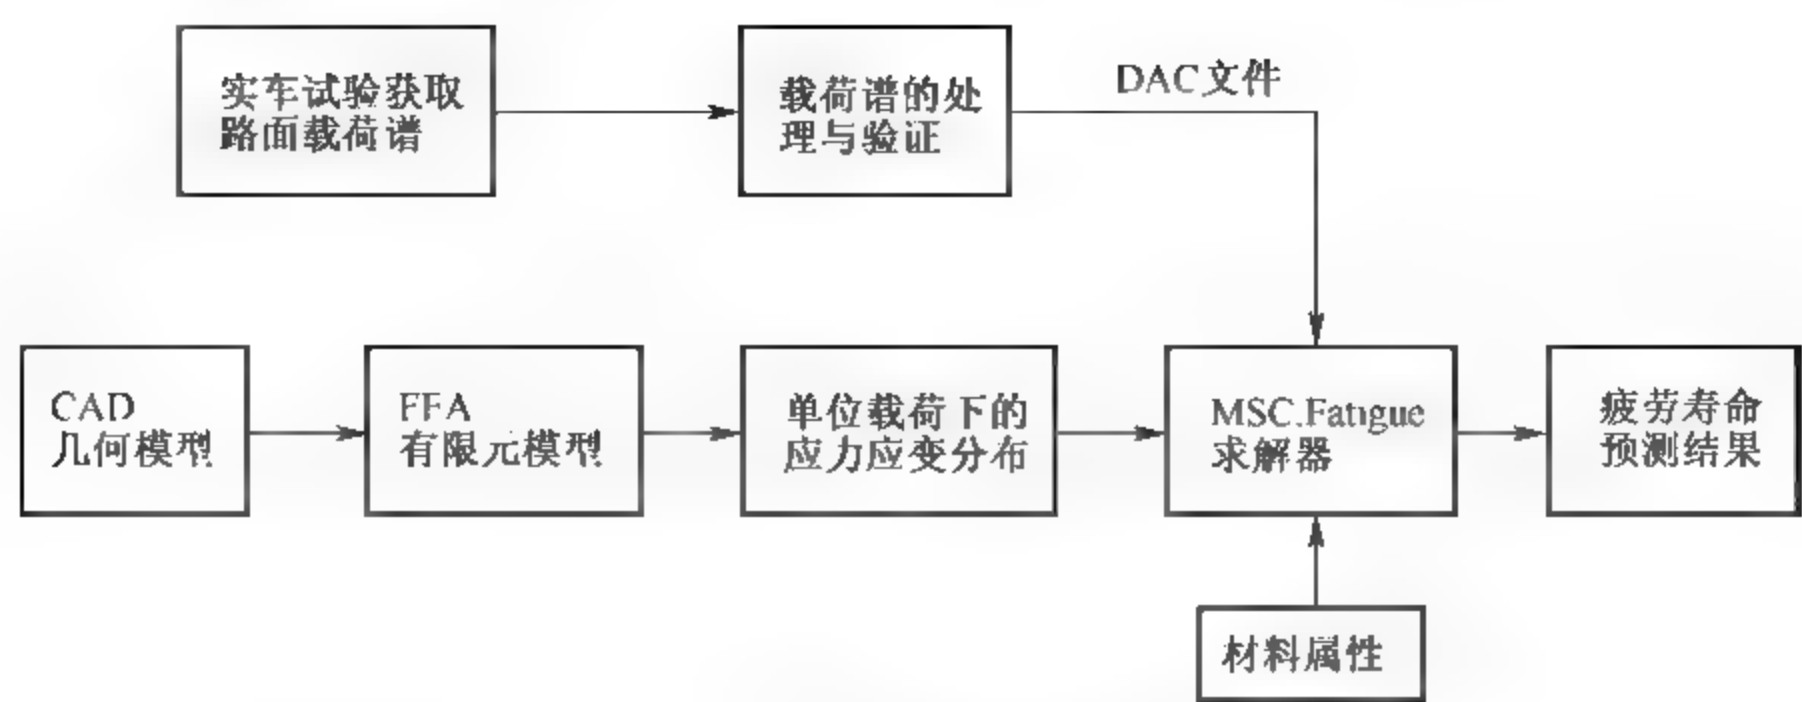 实车试验获取
路面载荷谱
载荷谱的处
理与验证
DAC文件
CAD
几何模型
FEA
有限元模型
单位载荷下的
应力应变分布
MSC.Fatigue
求解器
疲劳寿命
预测结果
材料属性